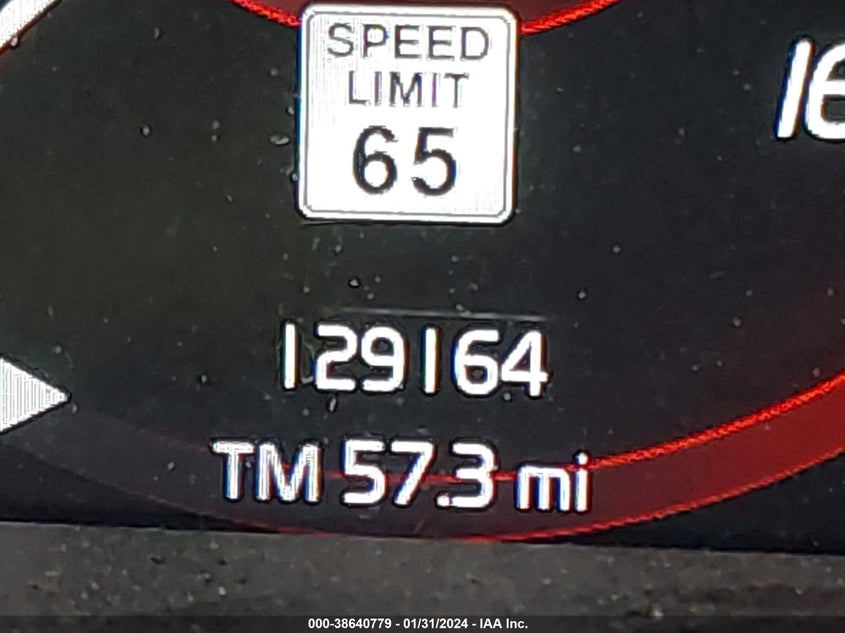 SPEED
LIMIT
65
129164
TM 57.3 mi
000-38640779 - 01/31/2024 - IAA Inc.